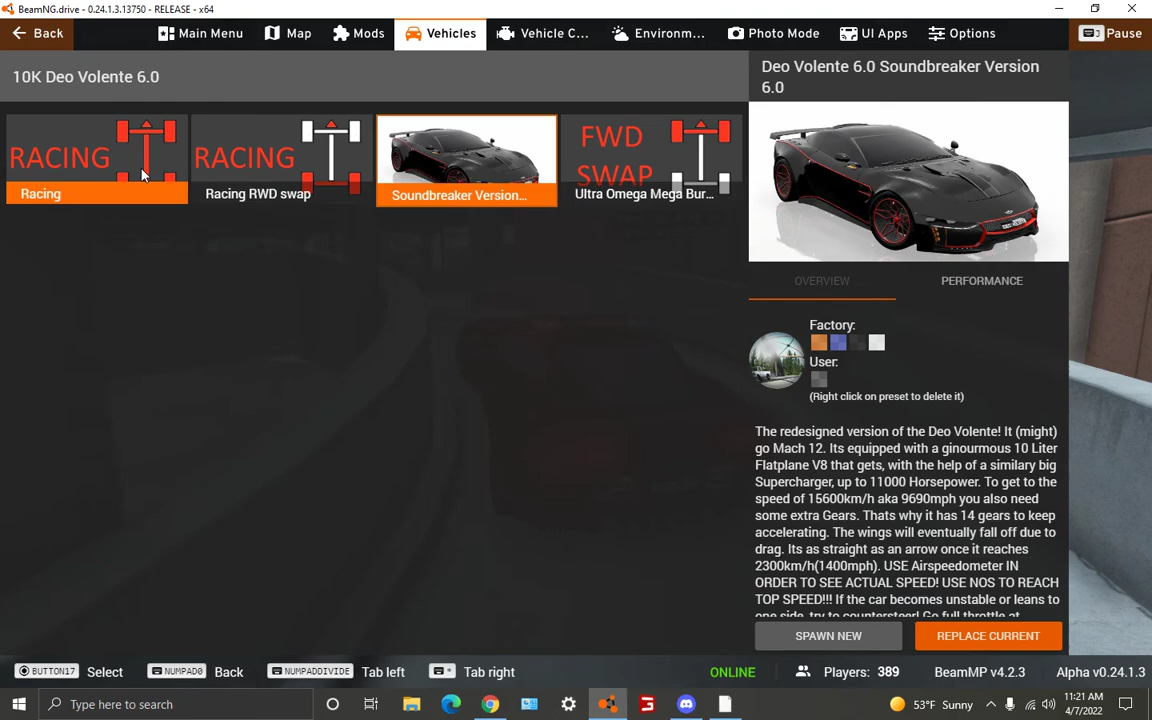 BeamNG.drive - 0.24.1.3.13750 - RELEASE - x64
Back
Main Menu
Map
Mods
Vehicles
Vehicle C...
Environm...
Photo Mode
UI Apps
Options
Pause
10K Deo Volente 6.0
Deo Volente 6.0 Soundbreaker Version
6.0
RACING
Racing
RACING
Racing RWD swap
Soundbreaker Version...
FWD
SWAP
Ultra Omega Mega Bur...
OVERVIEW
PERFORMANCE
Factory:
User:
(Right click on preset to delete it)
The redesigned version of the Deo Volente! It (might)
go Mach 12. Its equipped with a ginourmous 10 Liter
Flatplane V8 that gets, with the help of a similary big
Supercharger, up to 11000 Horsepower. To get to the
speed of 15600km/h aka 9690mph you also need
some extra Gears. Thats why it has 14 gears to keep
accelerating. The wings will eventually fall off due to
drag. Its as straight as an arrow once it reaches
2300km/h(1400mph). USE Airspeedometer IN
ORDER TO SEE ACTUAL SPEED! USE NOS TO REACH
TOP SPEED!!! If the car becomes unstable or leans to
one side, try to countersteer! Go full throttle at
SPAWN NEW
REPLACE CURRENT
BUTTON17
Select
NUMPAD0
Back
NUMPADDIVIDE
Tab left
*
Tab right
ONLINE
Players: 389
BeamMP v4.2.3
Alpha v0.24.1.3
Type here to search
53°F Sunny
11:21 AM
4/7/2022